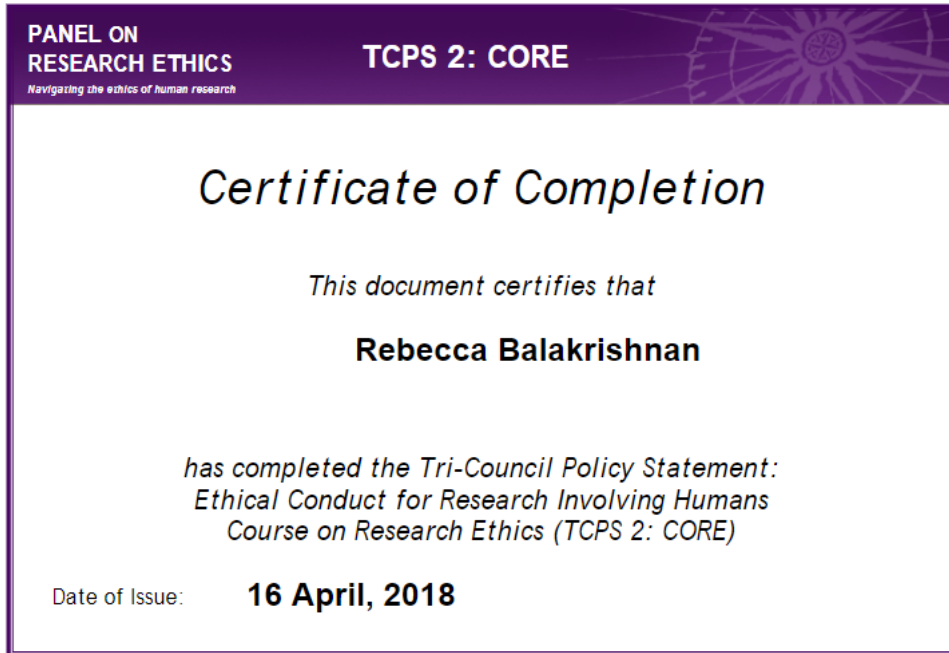 PANEL ON
RESEARCH ETHICS
Navigating the ethics of human research
TCPS 2: CORE
Certificate of Completion
This document certifies that
Rebecca Balakrishnan
has completed the Tri-Council Policy Statement:
Ethical Conduct for Research Involving Humans
Course on Research Ethics (TCPS 2: CORE)
Date of Issue: 16 April, 2018